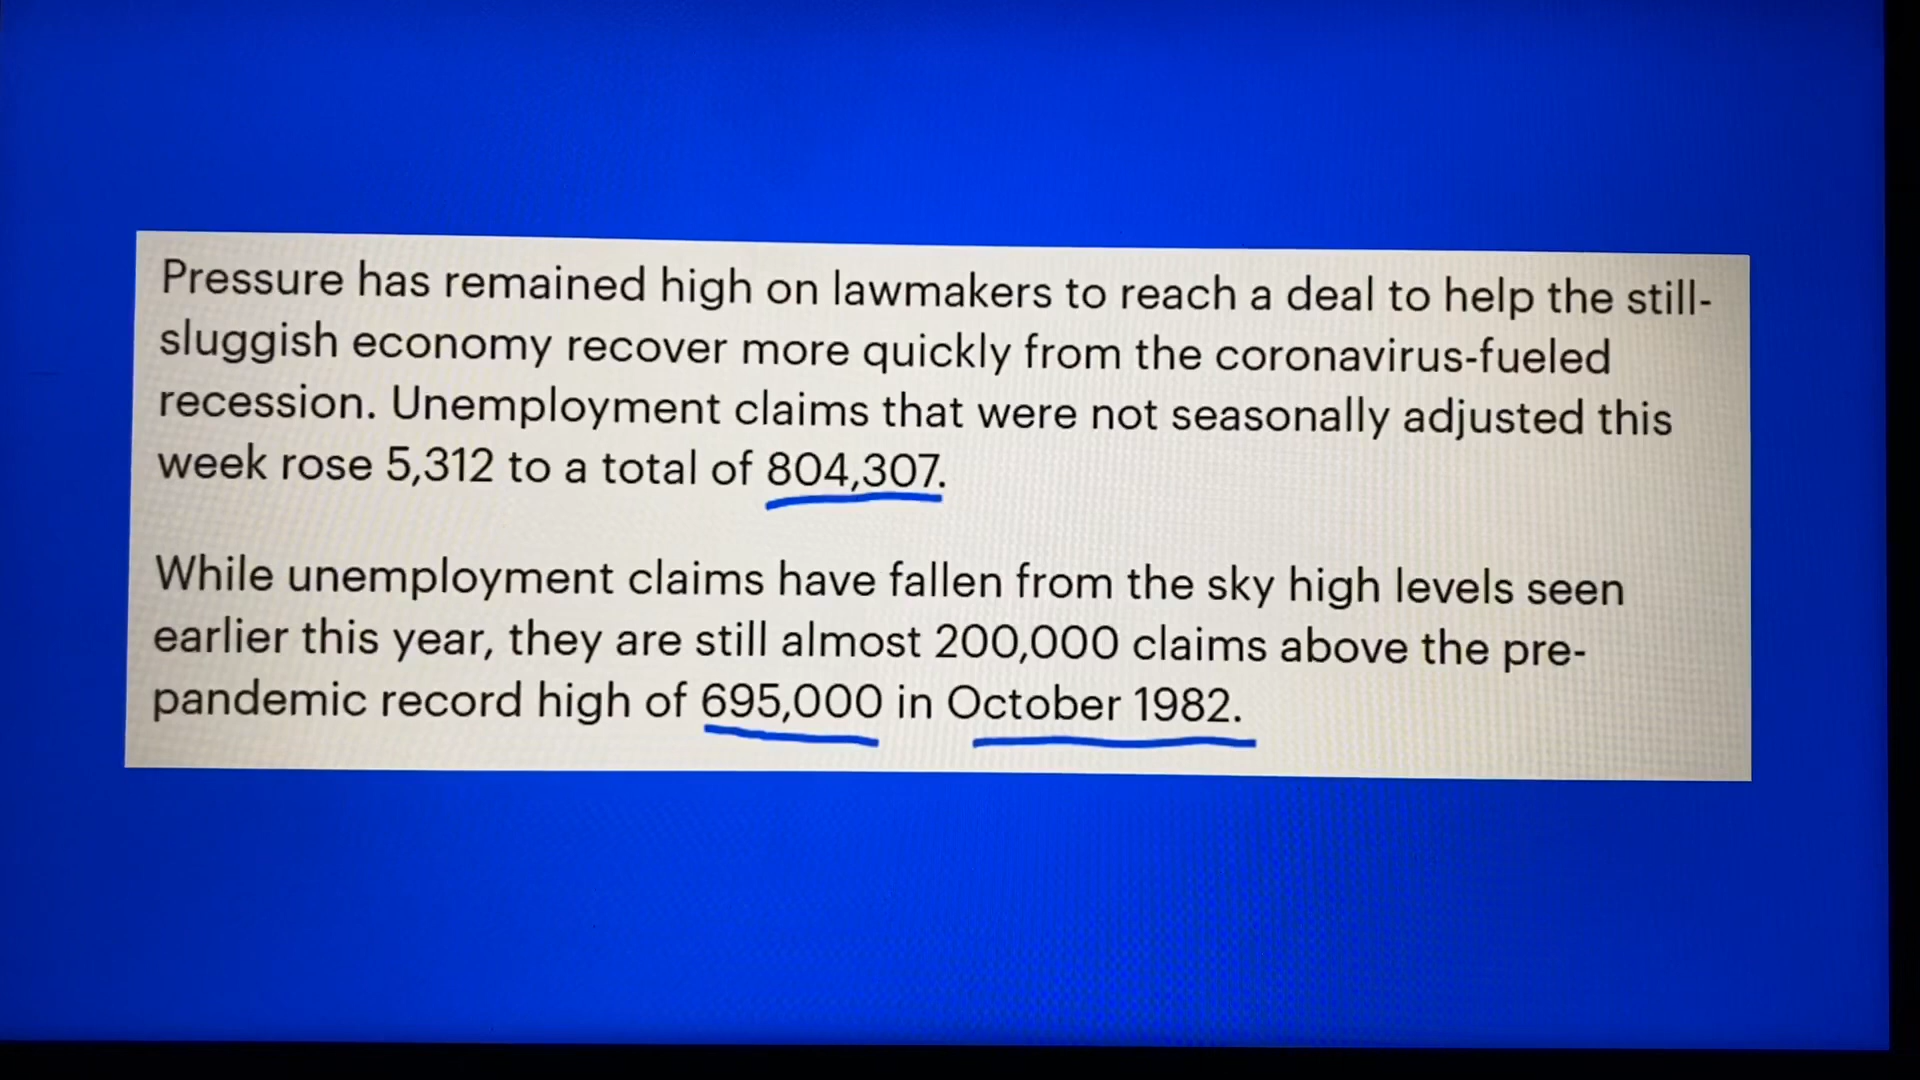 Pressure has remained high on lawmakers to reach a deal to help the still-
sluggish economy recover more quickly from the coronavirus-fueled
recession. Unemployment claims that were not seasonally adjusted this
week rose 5,312 to a total of 804,307.
While unemployment claims have fallen from the sky high levels seen
earlier this year, they are still almost 200,000 claims above the pre-
pandemic record high of 695,000 in October 1982.